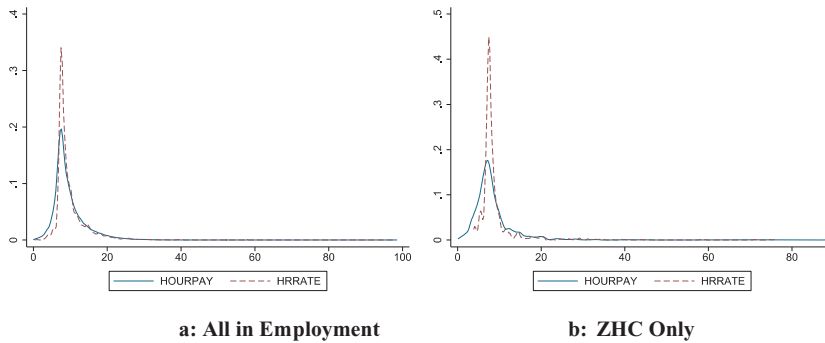 .4
.3
.2
.1
0
0 20 40 60 80 100
HOURPAY HRRATE
a: All in Employment
.5
.4
.3
.2
.1
0
0 20 40 60 80
HOURPAY HRRATE
b: ZHC Only